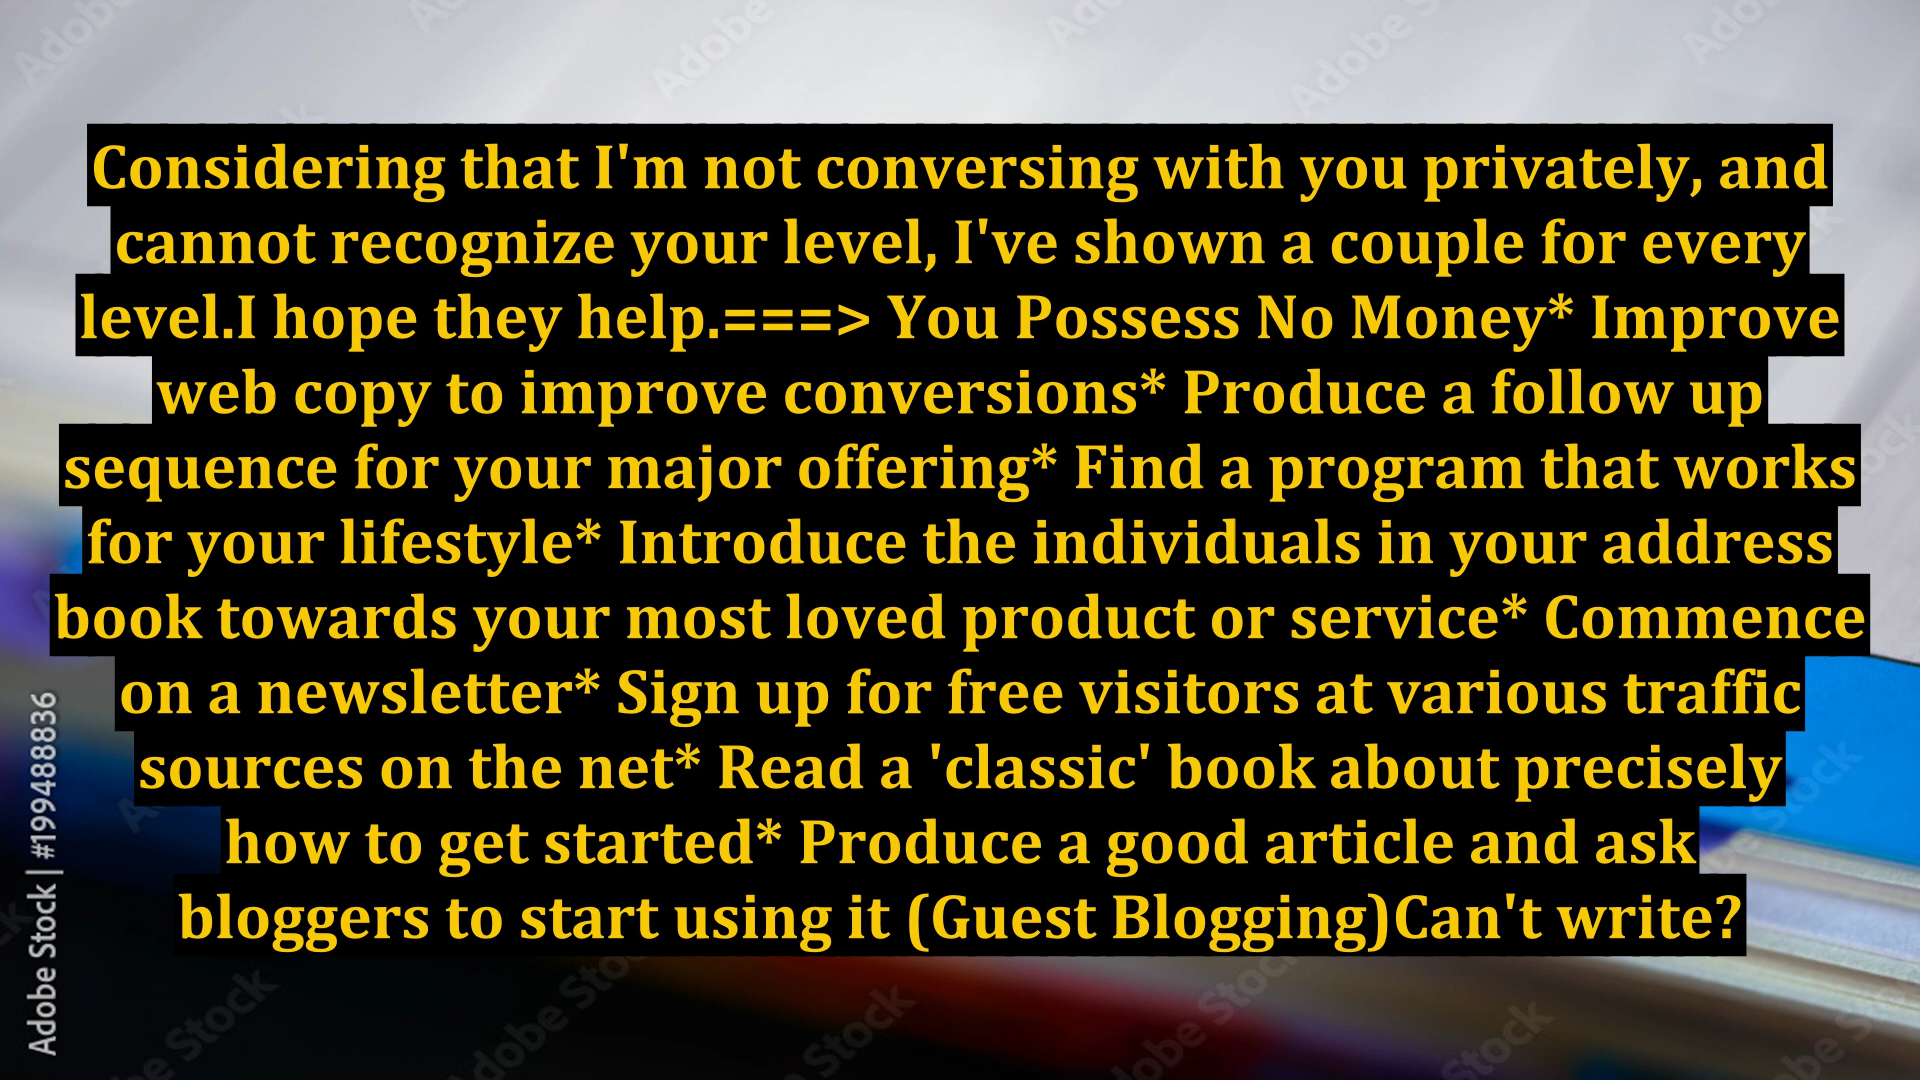 Considering that I'm not conversing with you privately, and
cannot recognize your level, I've shown a couple for every
level.I hope they help.===> You Possess No Money* Improve
web copy to improve conversions* Produce a follow up
sequence for your major offering* Find a program that works
for your lifestyle* Introduce the individuals in your address
book towards your most loved product or service* Commence
on a newsletter* Sign up for free visitors at various traffic
sources on the net* Read a 'classic' book about precisely
how to get started* Produce a good article and ask
bloggers to start using it (Guest Blogging)Can't write?
Adobe Stock | #199488836